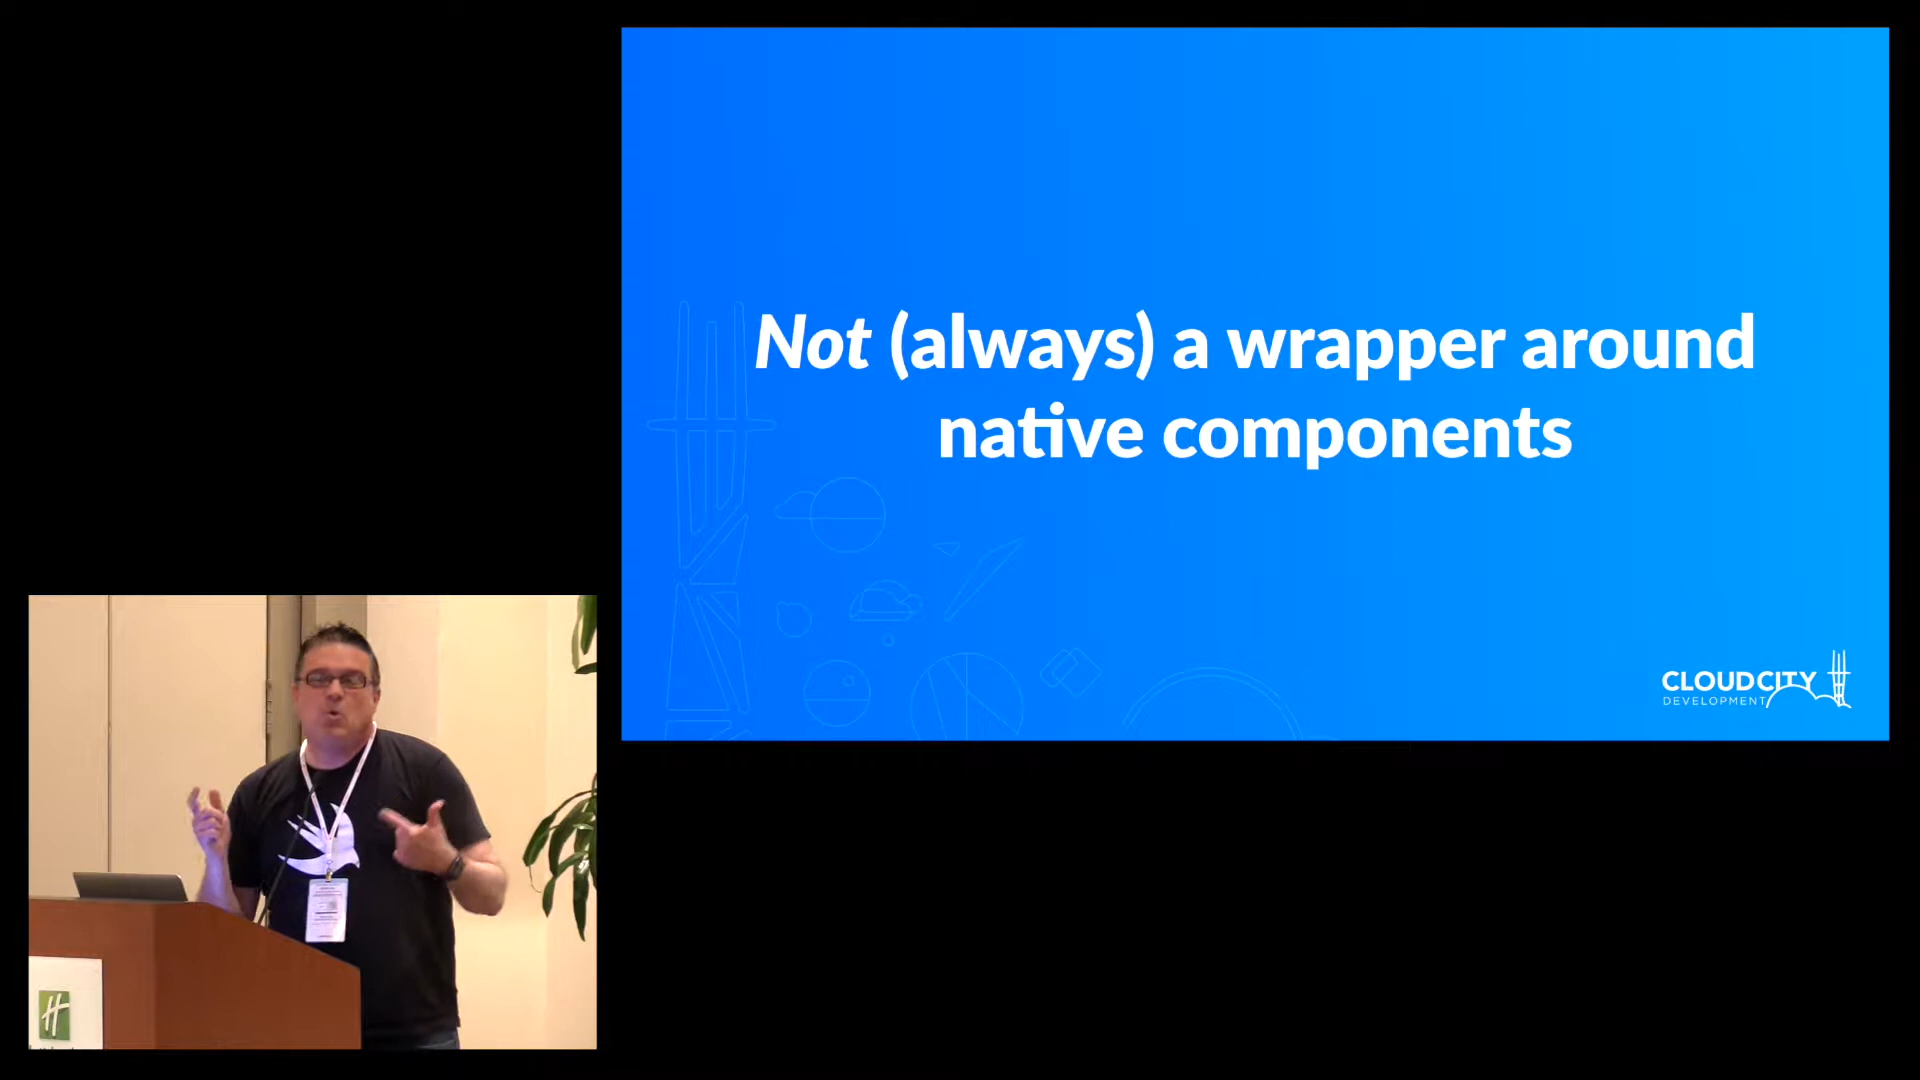 Not (always) a wrapper around
native components
CLOUDCITY
DEVELOPMENT
H